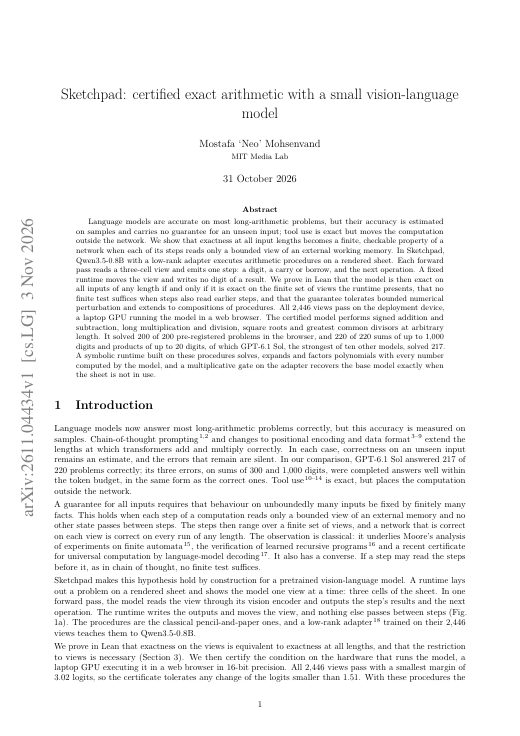 Sketchpad: certified exact arithmetic with a small vision-language
model
Mostafa ‘Neo’ Mohsenvand
MIT Media Lab
31 October 2026
Abstract
Language models are accurate on most long-arithmetic problems, but their accuracy is estimated
on samples and carries no guarantee for an unseen input; tool use is exact but moves the computation
outside the network. We show that exactness at all input lengths becomes a finite, checkable property of a
network when each of its steps reads only a bounded view of an external working memory. In Sketchpad,
Qwen3.5-0.8B with a low-rank adapter executes arithmetic procedures on a rendered sheet. Each forward
pass reads a three-cell view and emits one step: a digit, a carry or borrow, and the next operation. A fixed
runtime moves the view and writes no digit of a result. We prove in Lean that the model is then exact on
all inputs of any length if and only if it is exact on the finite set of views the runtime presents, that no
finite test suffices when steps also read earlier steps, and that the guarantee tolerates bounded numerical
perturbation and extends to compositions of procedures. All 2,446 views pass on the deployment device,
a laptop GPU running the model in a web browser. The certified model performs signed addition and
subtraction, long multiplication and division, square roots and greatest common divisors at arbitrary
length. It solved 200 of 200 pre-registered problems in the browser, and 220 of 220 sums of up to 1,000
digits and products of up to 20 digits, of which GPT-6.1 Sol, the strongest of ten other models, solved 217.
A symbolic runtime built on these procedures solves, expands and factors polynomials with every number
computed by the model, and a multiplicative gate on the adapter recovers the base model exactly when
the sheet is not in use.
1 Introduction
Language models now answer most long-arithmetic problems correctly, but this accuracy is measured on
samples. Chain-of-thought prompting1,2 and changes to positional encoding and data format3–9 extend the
lengths at which transformers add and multiply correctly. In each case, correctness on an unseen input
remains an estimate, and the errors that remain are silent. In our comparison, GPT-6.1 Sol answered 217 of
220 problems correctly; its three errors, on sums of 300 and 1,000 digits, were completed answers well within
the token budget, in the same form as the correct ones. Tool use10–14 is exact, but places the computation
outside the network.
A guarantee for all inputs requires that behaviour on unboundedly many inputs be fixed by finitely many
facts. This holds when each step of a computation reads only a bounded view of an external memory and no
other state passes between steps. The steps then range over a finite set of views, and a network that is correct
on each view is correct on every run of any length. The observation is classical: it underlies Moore's analysis
of experiments on finite automata15, the verification of learned recursive programs16 and a recent certificate
for universal computation by language-model decoding17. It also has a converse. If a step may read the steps
before it, as in chain of thought, no finite test suffices.
Sketchpad makes this hypothesis hold by construction for a pretrained vision-language model. A runtime lays
out a problem on a rendered sheet and shows the model one view at a time: three cells of the sheet. In one
forward pass, the model reads the view through its vision encoder and outputs the step's results and the next
operation. The runtime writes the outputs and moves the view, and nothing else passes between steps (Fig.
1a). The procedures are the classical pencil-and-paper ones, and a low-rank adapter18 trained on their 2,446
views teaches them to Qwen3.5-0.8B.
We prove in Lean that exactness on the views is equivalent to exactness at all lengths, and that the restriction
to views is necessary (Section 3). We then certify the condition on the hardware that runs the model, a
laptop GPU executing it in a web browser in 16-bit precision. All 2,446 views pass with a smallest margin of
3.02 logits, so the certificate tolerates any change of the logits smaller than 1.51. With these procedures the
1
arXiv:2611.04434v1 [cs.LG] 3 Nov 2026